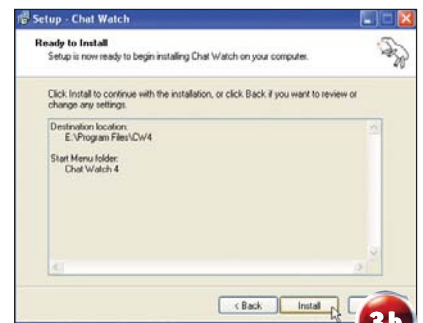 Setup - Chat Watch
Ready to Install
Setup is now ready to begin installing Chat Watch on your computer.
Click Install to continue with the installation, or click Back if you want to review or
change any settings.
Destination location:
E:\Program Files\CW4
Start Menu folder:
Chat Watch 4
< Back
Install
3b